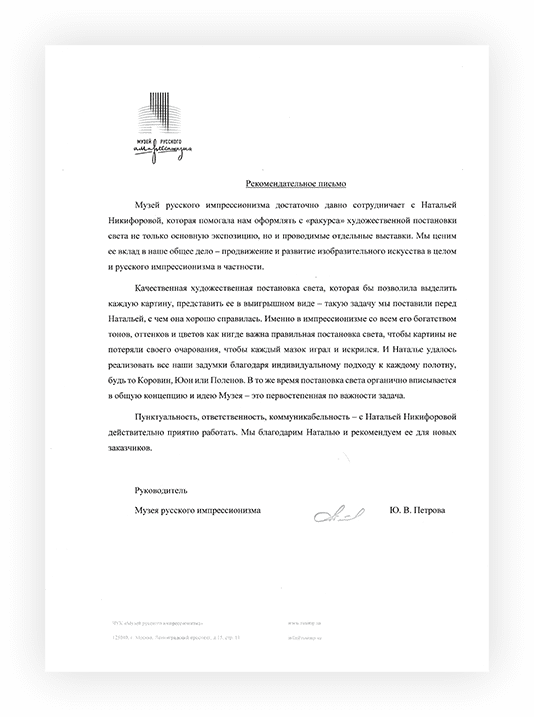 МУЗЕЙ РУССКОГО
импрессионизма
Рекомендательное письмо
Музей русского импрессионизма достаточно давно сотрудничает с Натальей
Никифоровой, которая помогала нам оформлять с «ракурса» художественной постановки
света не только основную экспозицию, но и проводимые отдельные выставки. Мы ценим
ее вклад в наше общее дело – продвижение и развитие изобразительного искусства в целом
и русского импрессионизма в частности.
Качественная художественная постановка света, которая бы позволила выделить
каждую картину, представить ее в выигрышном виде – такую задачу мы поставили перед
Натальей, с чем она хорошо справилась. Именно в импрессионизме со всем его богатством
тонов, оттенков и цветов как нигде важна правильная постановка света, чтобы картины не
потеряли своего очарования, чтобы каждый мазок играл и искрился. И Наталье удалось
реализовать все наши задумки благодаря индивидуальному подходу к каждому полотну,
будь то Коровин, Юон или Поленов. В то же время постановка света органично вписывается
в общую концепцию и идею Музея – это первостепенная по важности задача.
Пунктуальность, ответственность, коммуникабельность – с Натальей Никифоровой
действительно приятно работать. Мы благодарим Наталью и рекомендуем ее для новых
заказчиков.
Руководитель
Музея русского импрессионизма Ю. В. Петрова